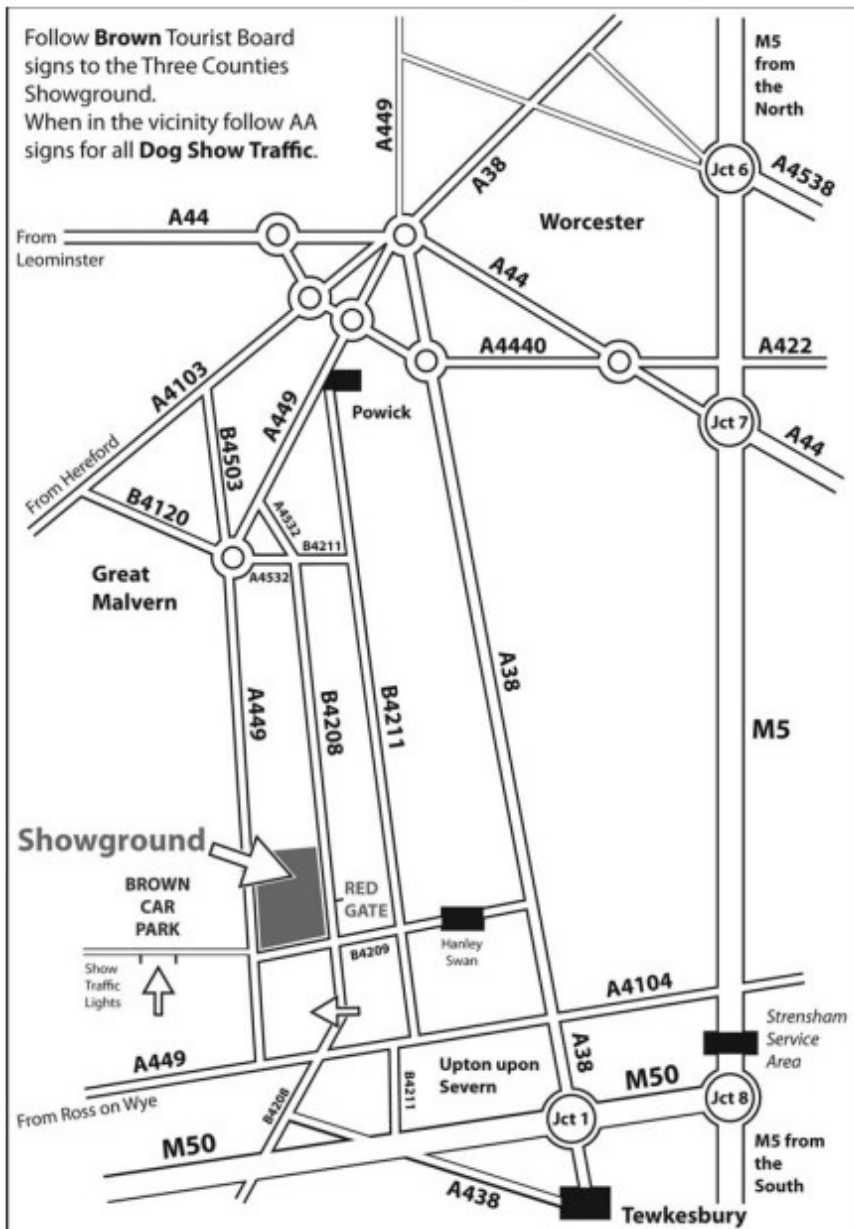 Follow Brown Tourist Board
signs to the Three Counties
Showground.
When in the vicinity follow AA
signs for all Dog Show Traffic.
M5
from
the
North
A449
A38
Jct 6
A4538
A44
From
Leominster
Worcester
A44
A4440
A422
A4103
A449
Powick
Jct 7
A44
B4503
From Hereford
B4120
A4532
B4211
A4532
Great
Malvern
A38
A449
B4208
B4211
M5
Showground
BROWN
CAR
PARK
RED
GATE
B4209
Hanley
Swan
Show
Traffic
Lights
A4104
Strensham
Service
Area
A449
From Ross on Wye
Upton upon
Severn
A38
M50
B4208
B4211
Jct 1
Jct 8
M50
M5 from
the
South
A438
Tewkesbury